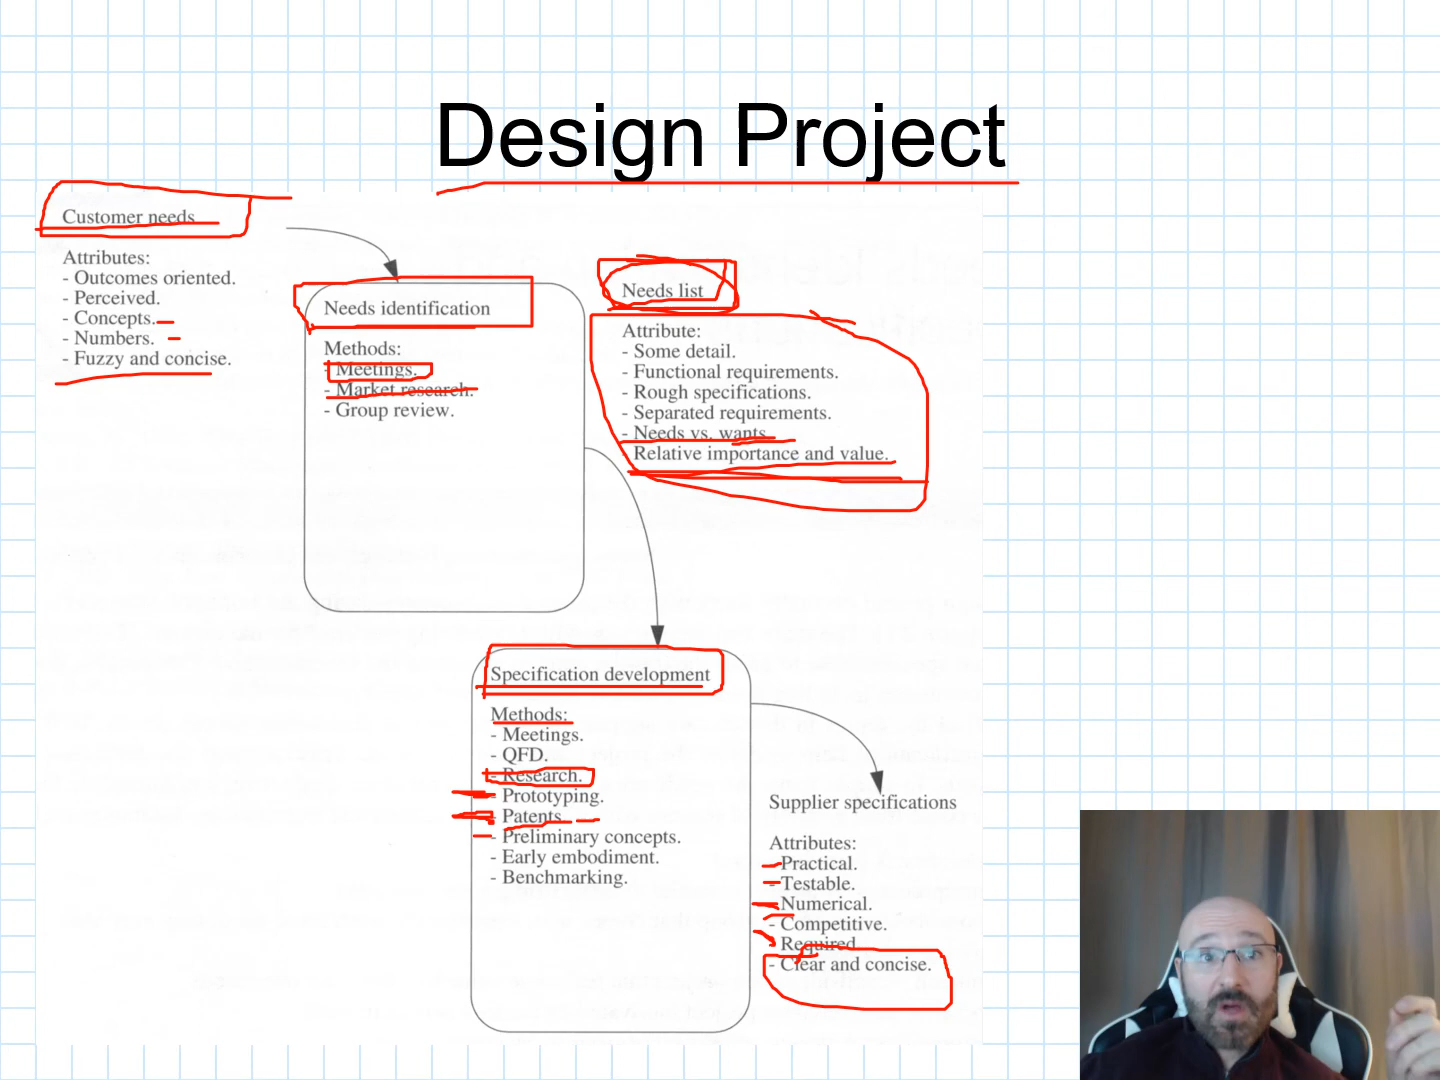 Design Project
Customer needs
Attributes:
- Outcomes oriented.
- Perceived.
- Concepts.
- Numbers.
- Fuzzy and concise.
Needs identification
Methods:
- Meetings.
- Market research.
- Group review.
Needs list
Attribute:
- Some detail.
- Functional requirements.
- Rough specifications.
- Separated requirements.
- Needs vs. wants.
Relative importance and value.
Specification development
Methods:
- Meetings.
- QFD.
- Research.
- Prototyping.
- Patents.
- Preliminary concepts.
- Early embodiment.
- Benchmarking.
Supplier specifications
Attributes:
- Practical.
- Testable.
- Numerical.
- Competitive.
- Required
- Clear and concise.